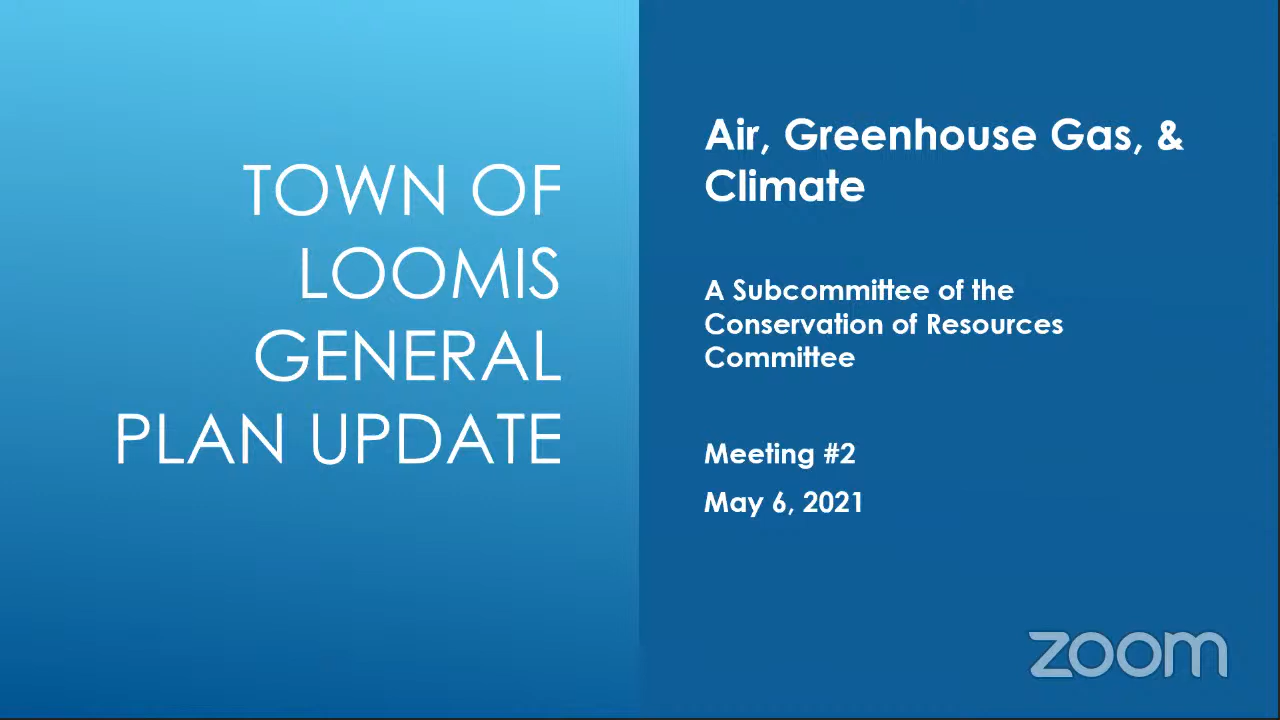 TOWN OF
LOOMIS
GENERAL
PLAN UPDATE
Air, Greenhouse Gas, &
Climate
A Subcommittee of the
Conservation of Resources
Committee
Meeting #2
May 6, 2021
zoom